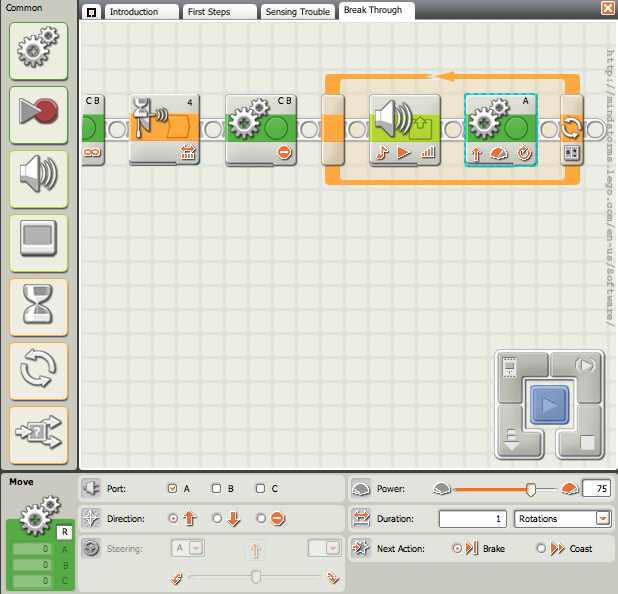 Common
Introduction
First Steps
Sensing Trouble
Break Through
C B
4
C B
A
http://mindstorms.lego.com/en-us/Software/
Move
R
0 A
0 B
0 C
Port: A B C
Direction:
Steering: A
Power: 75
Duration: 1 Rotations
Next Action: Brake Coast